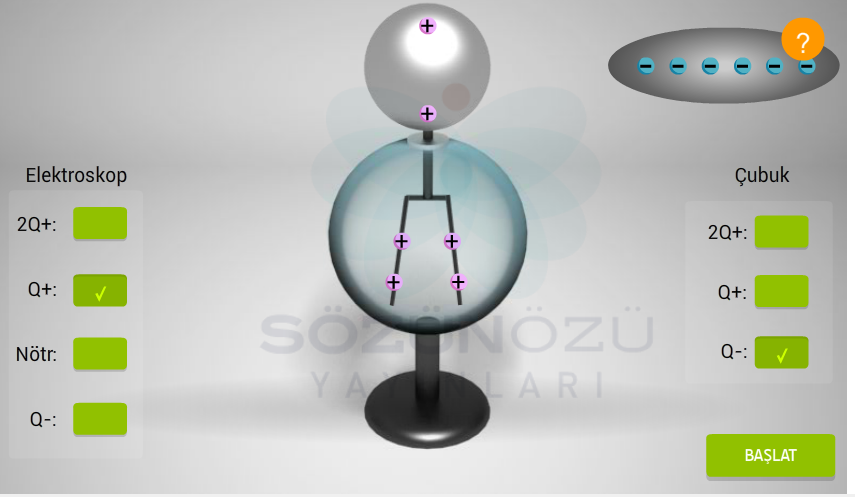 ?
Elektroskop
2Q+:
Q+: ✓
Nötr:
Q-:
Çubuk
2Q+:
Q+:
Q-: ✓
SÖZÜNÖZÜ
YAYINLARI
BAŞLAT